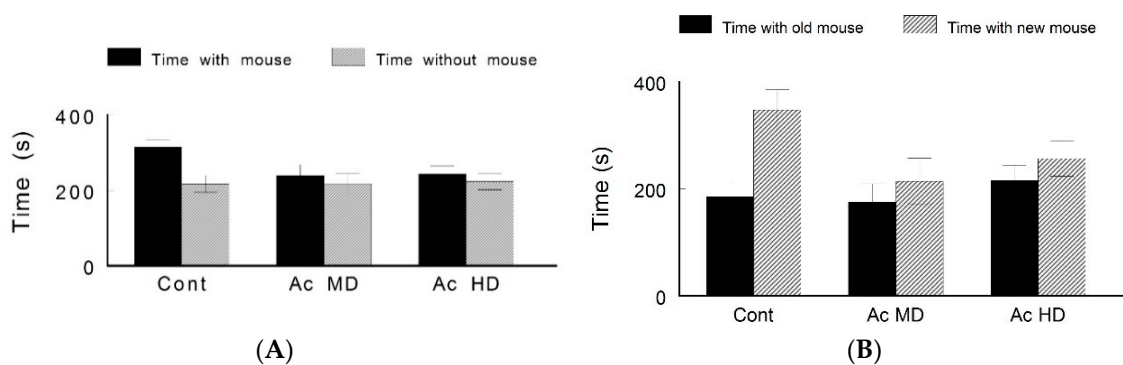 Time with mouse
Time without mouse
Time (s)
400
200
0
Cont
Ac MD
Ac HD
(A)
Time with old mouse
Time with new mouse
Time (s)
400
200
0
Cont
Ac MD
Ac HD
(B)